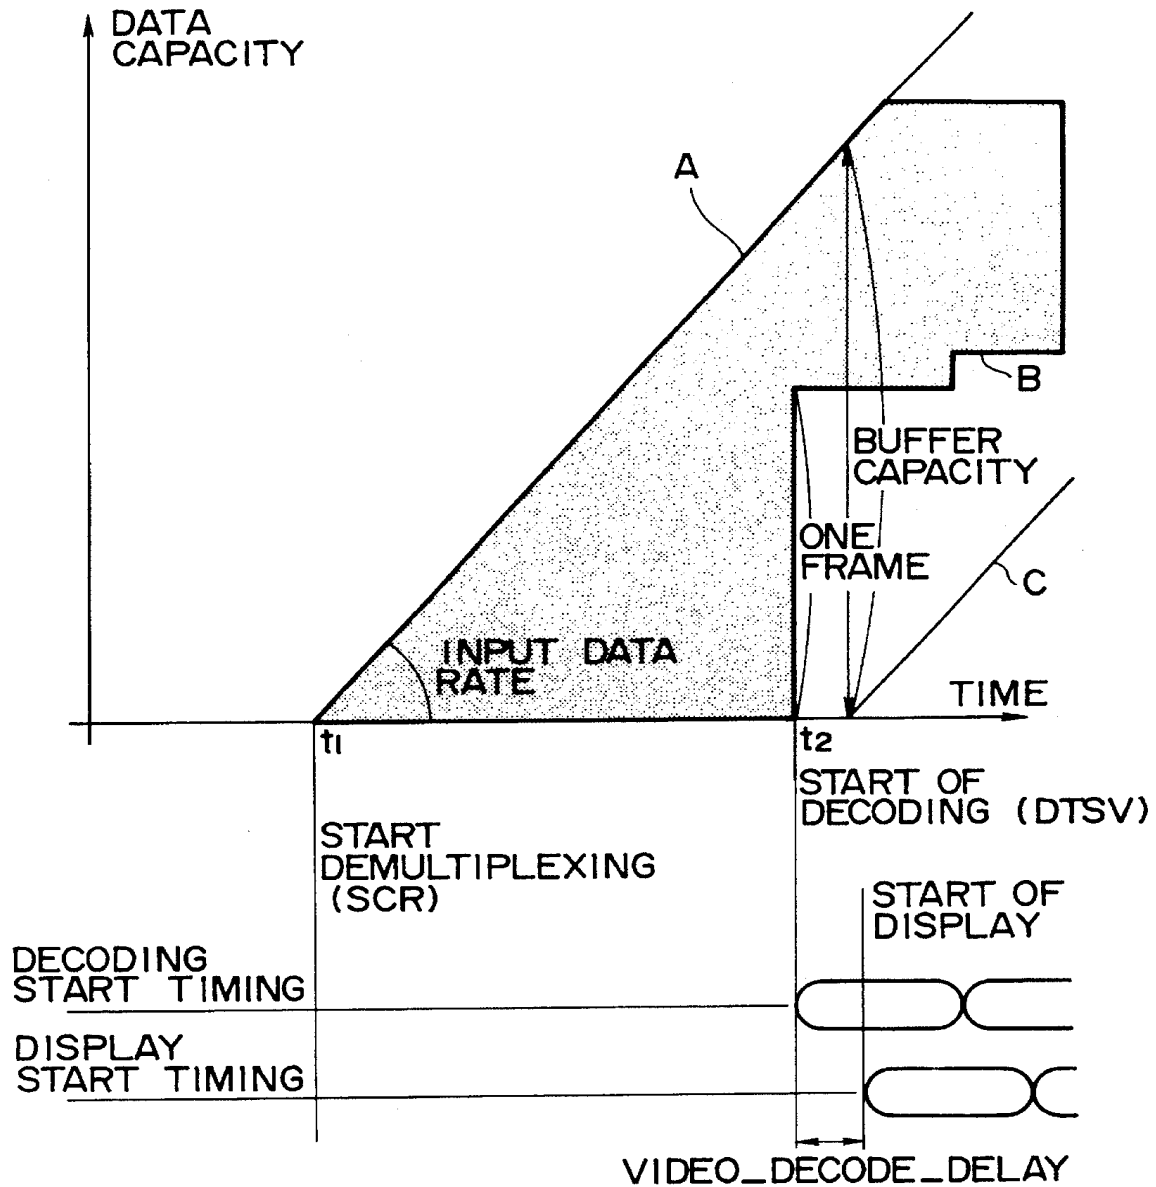 DATA
CAPACITY
A
B
BUFFER
CAPACITY
ONE
FRAME
C
INPUT DATA
RATE
TIME
t1
t2
START OF
DECODING (DTSV)
START
DEMULTIPLEXING
(SCR)
START OF
DISPLAY
DECODING
START TIMING
DISPLAY
START TIMING
VIDEO_DECODE_DELAY